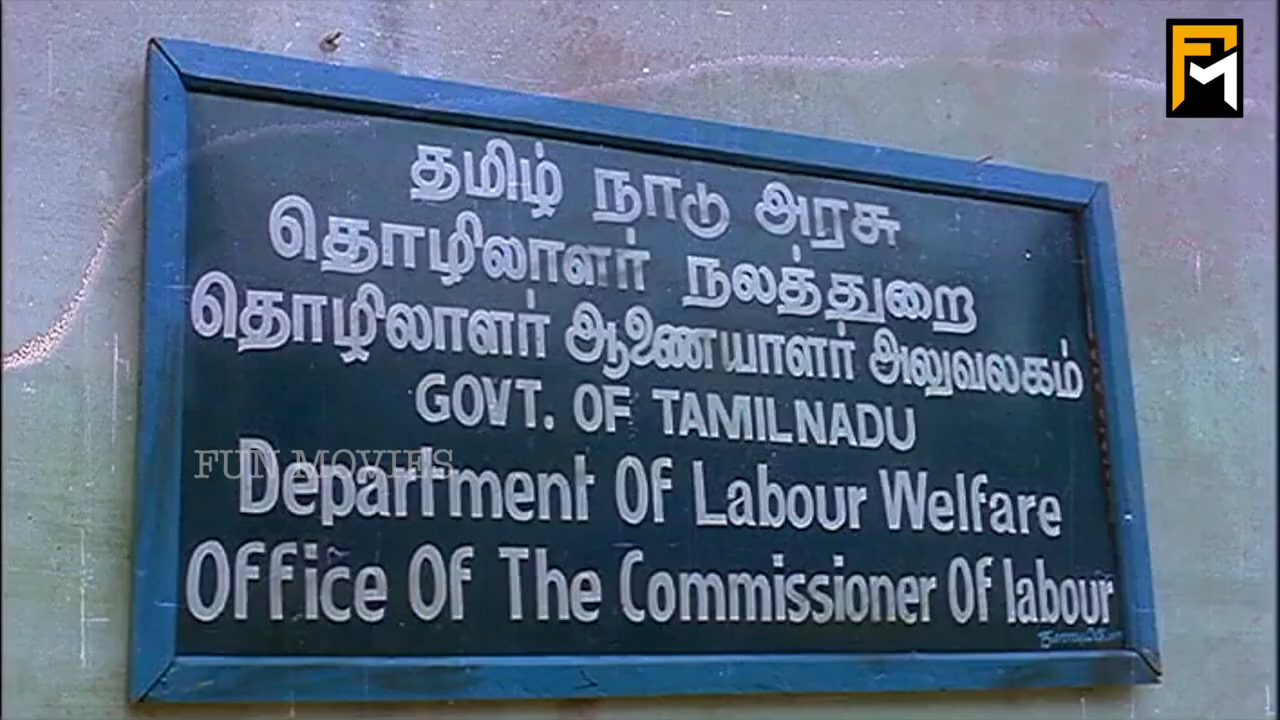 தமிழ் நாடு அரசு
தொழிலாளர் நலத்துறை
தொழிலாளர் ஆணையாளர் அலுவலகம்
GOVT. OF TAMILNADU
Department Of Labour Welfare
Office Of The Commissioner Of labour
FUN MOVIES
FM